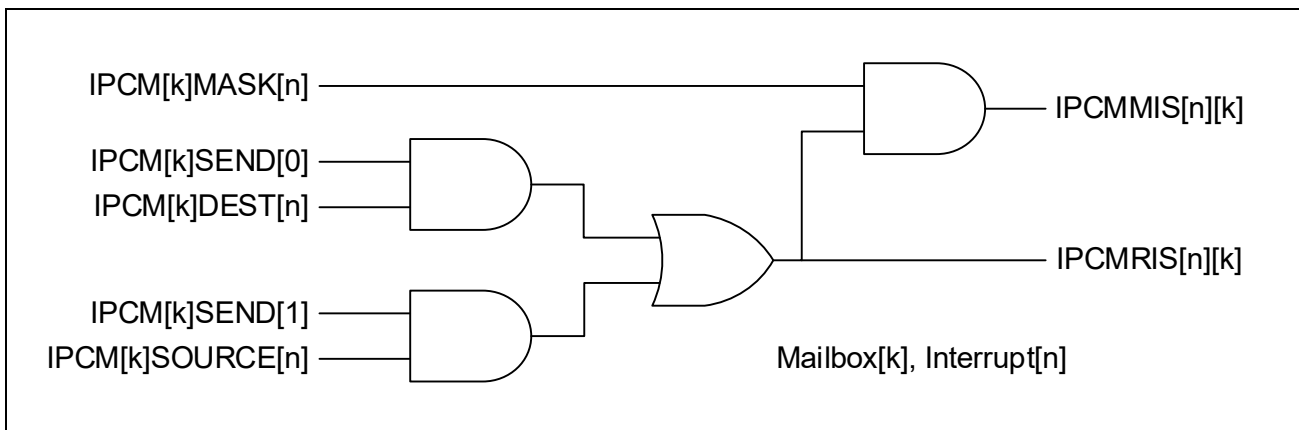 IPCM[k]MASK[n]
IPCMMIS[n][k]
IPCM[k]SEND[0]
IPCM[k]DEST[n]
IPCMRIS[n][k]
IPCM[k]SEND[1]
IPCM[k]SOURCE[n]
Mailbox[k], Interrupt[n]